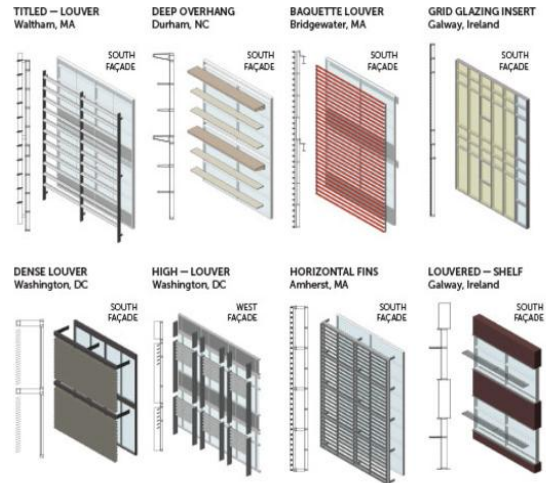 TITLED — LOUVER
Waltham, MA
SOUTH
FAÇADE
DEEP OVERHANG
Durham, NC
SOUTH
FAÇADE
BAQUETTE LOUVER
Bridgewater, MA
SOUTH
FAÇADE
GRID GLAZING INSERT
Galway, Ireland
SOUTH
FAÇADE
DENSE LOUVER
Washington, DC
SOUTH
FAÇADE
HIGH — LOUVER
Washington, DC
WEST
FAÇADE
HORIZONTAL FINS
Amherst, MA
SOUTH
FAÇADE
LOUVERED — SHELF
Galway, Ireland
SOUTH
FAÇADE